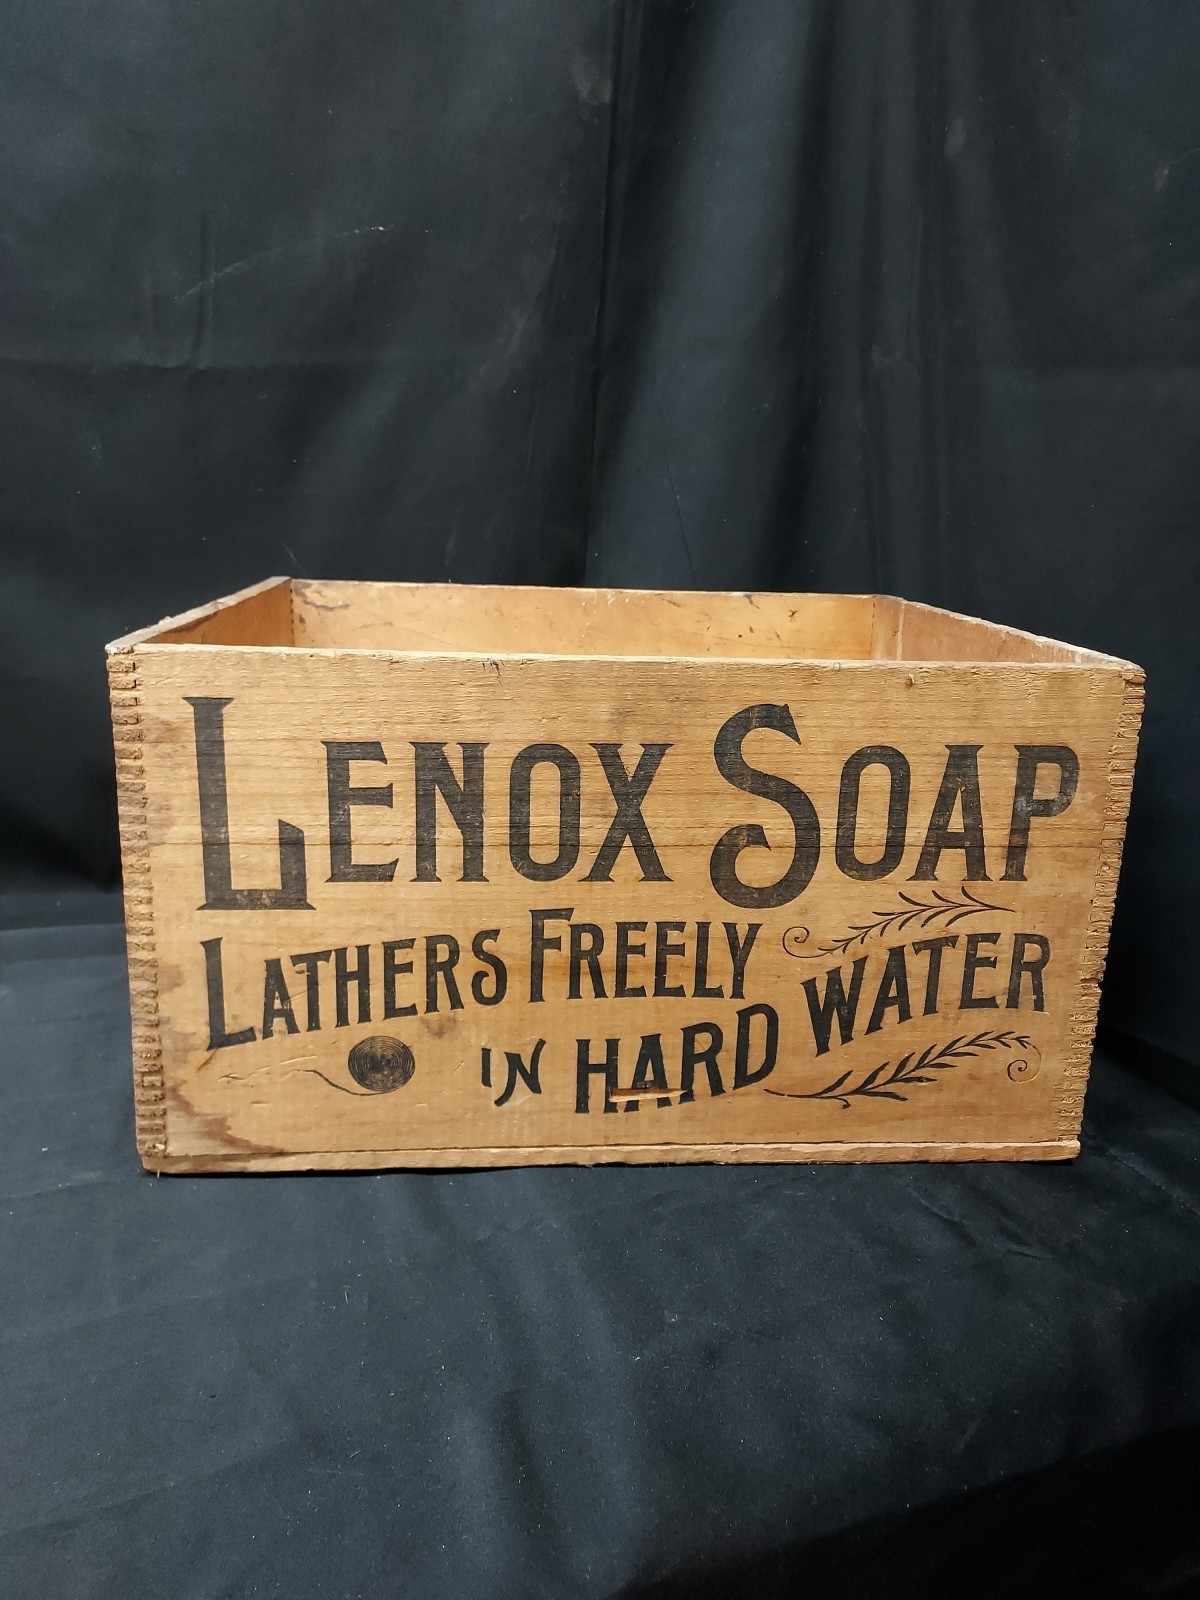 LENOX SOAP
LATHERS FREELY
IN HARD WATER